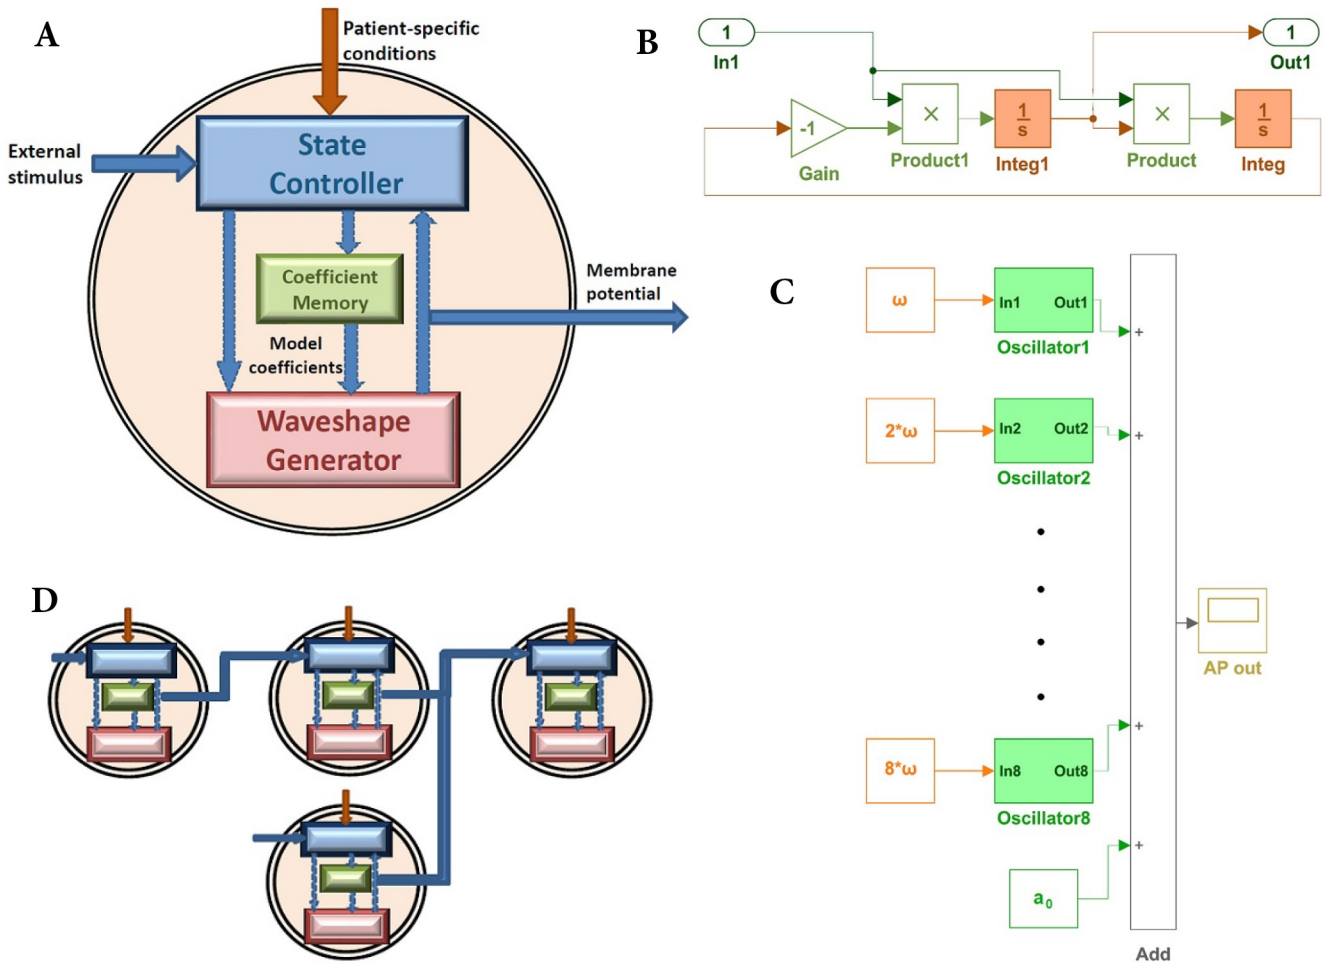 A
Patient-specific
conditions
External
stimulus
State
Controller
Coefficient
Memory
Model
coefficients
Membrane
potential
Waveshape
Generator
B
1
In1
-1
Gain
×
Product1
1
s
Integ1
×
Product
1
s
Integ
1
Out1
C
ω
In1 Out1
Oscillator1
+
2*ω
In2 Out2
Oscillator2
+
8*ω
In8 Out8
Oscillator8
+
a0
+
Add
AP out
D